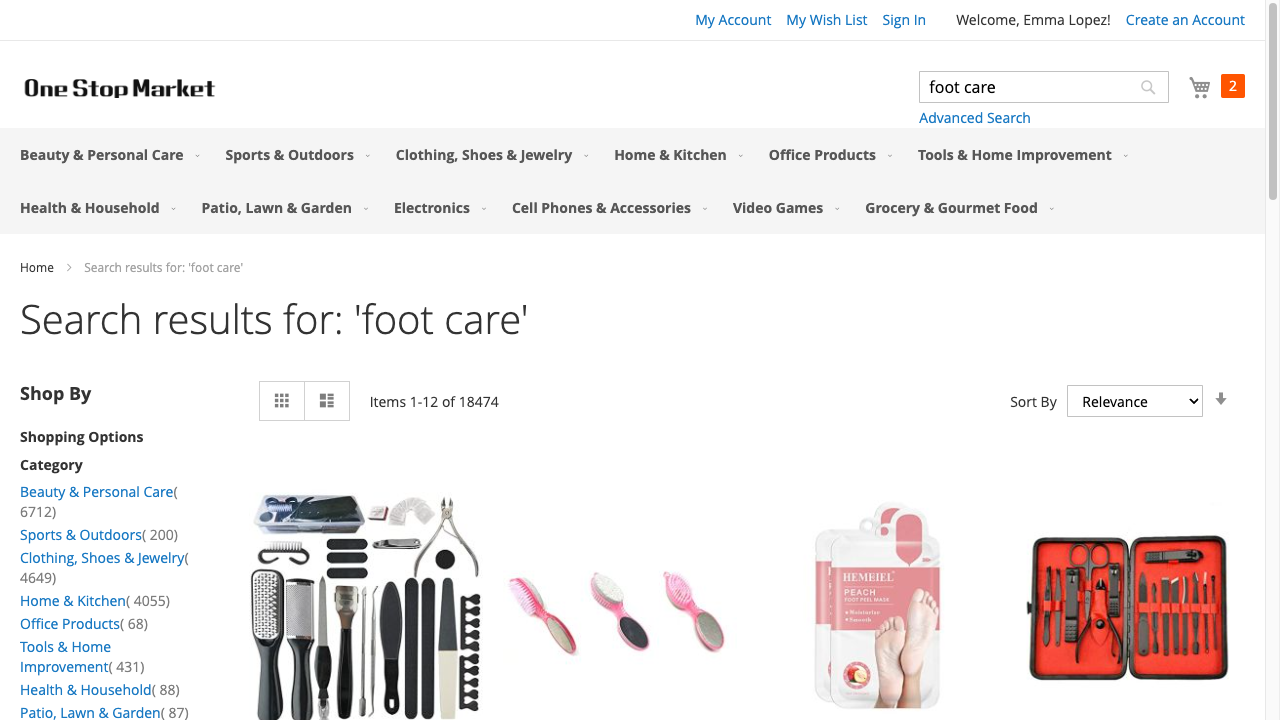 My Account My Wish List Sign In Welcome, Emma Lopez! Create an Account
One Stop Market
foot care
2
Advanced Search
Beauty & Personal Care Sports & Outdoors Clothing, Shoes & Jewelry Home & Kitchen Office Products Tools & Home Improvement
Health & Household Patio, Lawn & Garden Electronics Cell Phones & Accessories Video Games Grocery & Gourmet Food
Home Search results for: 'foot care'
Search results for: 'foot care'
Shop By
Items 1-12 of 18474
Sort By Relevance
Shopping Options
Category
Beauty & Personal Care( 6712)
Sports & Outdoors( 200)
Clothing, Shoes & Jewelry( 4649)
Home & Kitchen( 4055)
Office Products( 68)
Tools & Home Improvement( 431)
Health & Household( 88)
Patio, Lawn & Garden( 87)
HEMEIEL
PEACH
FOOT PEEL MASK
Moisturize
Smooth